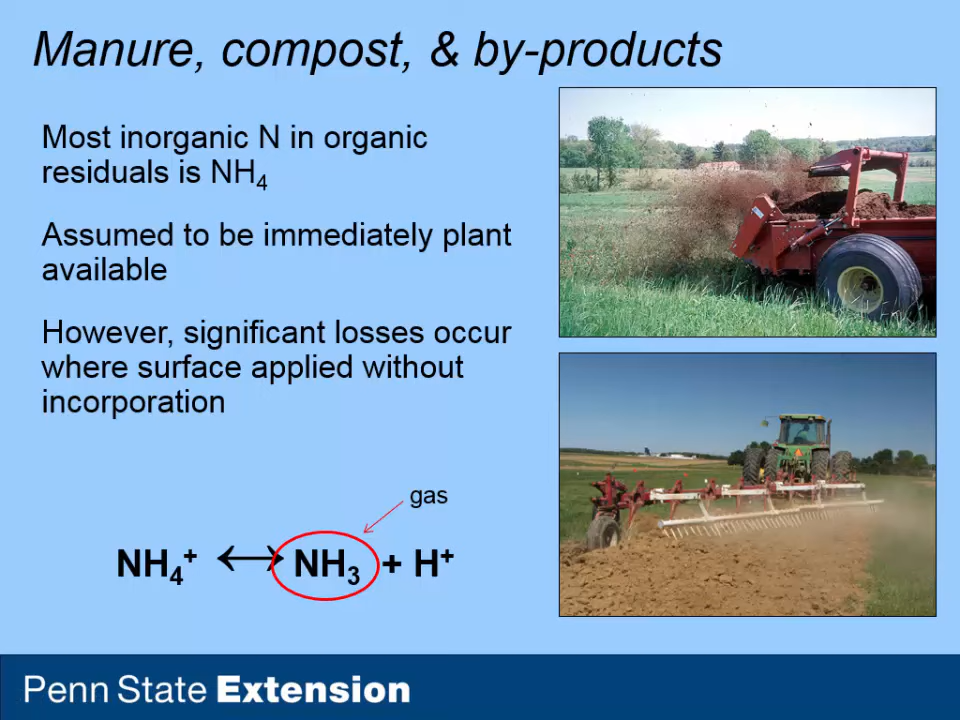 Manure, compost, & by-products
Most inorganic N in organic
residuals is NH₄
Assumed to be immediately plant
available
However, significant losses occur
where surface applied without
incorporation
gas
NH₄⁺ ↔ NH₃ + H⁺
Penn State Extension